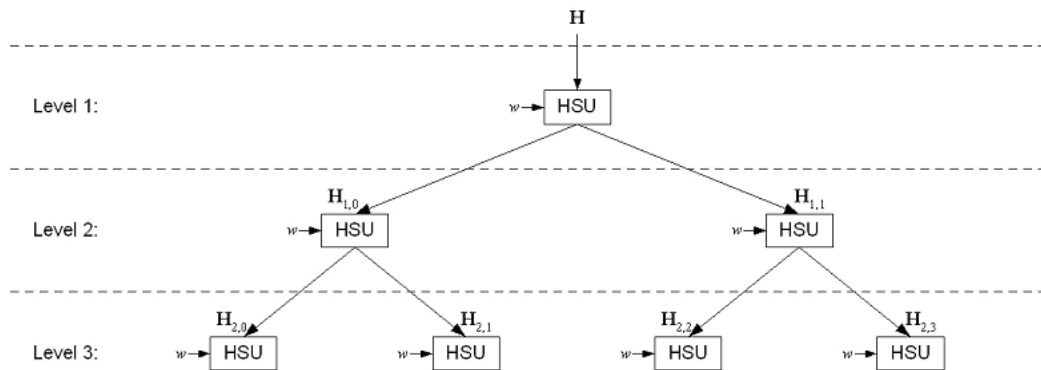 H
Level 1: w HSU
H1,0 H1,1
Level 2: w HSU w HSU
H2,0 H2,1 H2,2 H2,3
Level 3: w HSU w HSU w HSU w HSU